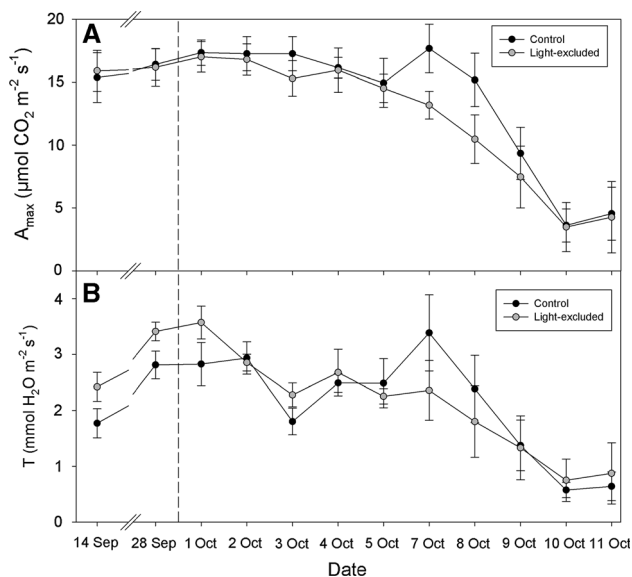 A
20
15
10
5
0
A max (μmol CO2 m-2 s-1)
Control
Light-excluded
B
4
3
2
1
0
T (mmol H2O m-2 s-1)
Control
Light-excluded
14 Sep 28 Sep 1 Oct 2 Oct 3 Oct 4 Oct 5 Oct 7 Oct 8 Oct 9 Oct 10 Oct 11 Oct
Date